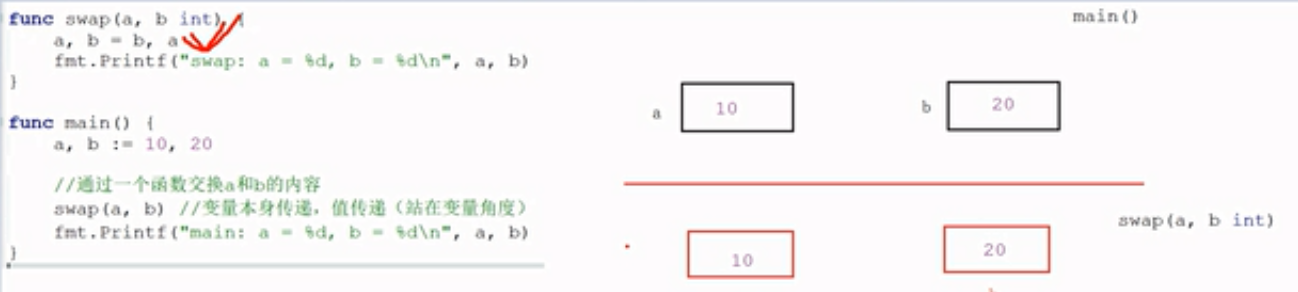 func swap(a, b int) {
a, b = b, a
fmt.Printf("swap: a = %d, b = %d\n", a, b)
}
func main() {
a, b := 10, 20
//通过一个函数交换a和b的内容
swap(a, b) //变量本身传递，值传递（站在变量角度）
fmt.Printf("main: a = %d, b = %d\n", a, b)
}
main()
a
10
b
20
swap(a, b int)
10
20